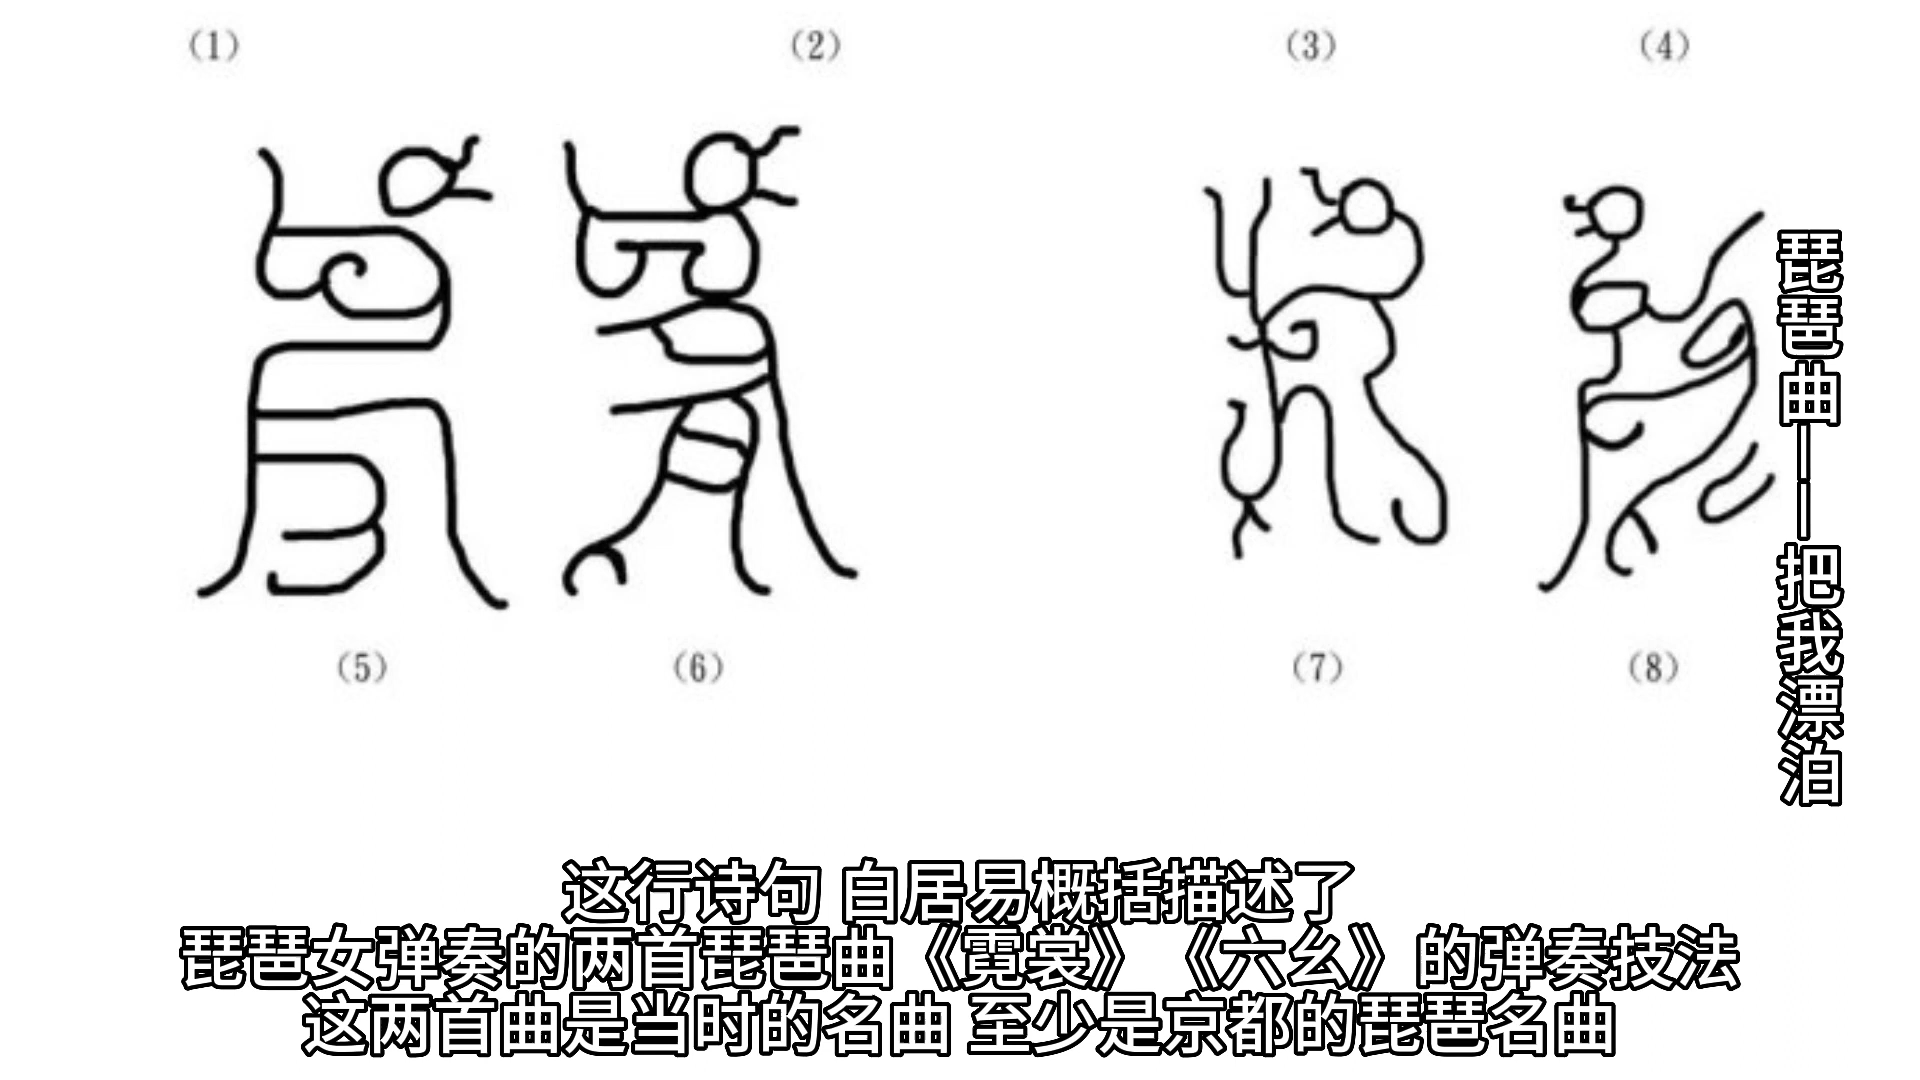 (1) (2) (3) (4)
(5) (6) (7) (8)
琵琶曲——把我漂泊
这行诗句 白居易概括描述了
琵琶女弹奏的两首琵琶曲《霓裳》《六幺》的弹奏技法
这两首曲是当时的名曲 至少是京都的琵琶名曲